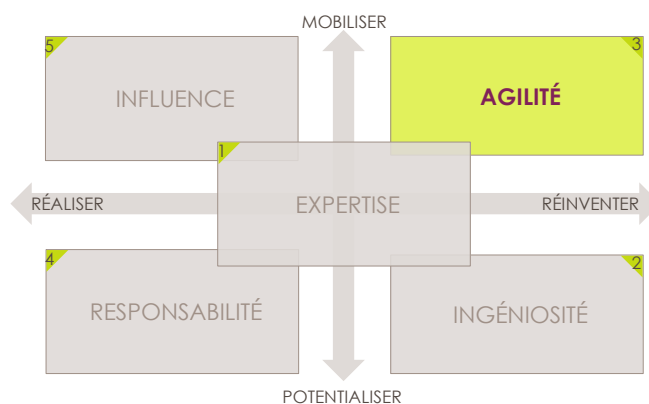 MOBILISER
5
3
INFLUENCE
AGILITÉ
1
RÉALISER
EXPERTISE
RÉINVENTER
4
2
RESPONSABILITÉ
INGÉNIOSITÉ
POTENTIALISER